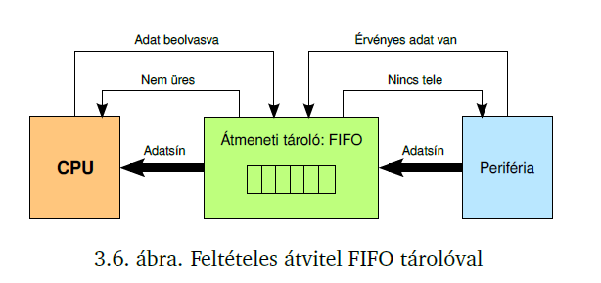 Adat beolvasva
Érvényes adat van
Nem üres
Nincs tele
Átmeneti tároló: FIFO
Adatsín
Adatsín
CPU
Periféria
3.6. ábra. Feltételes átvitel FIFO tárolóval